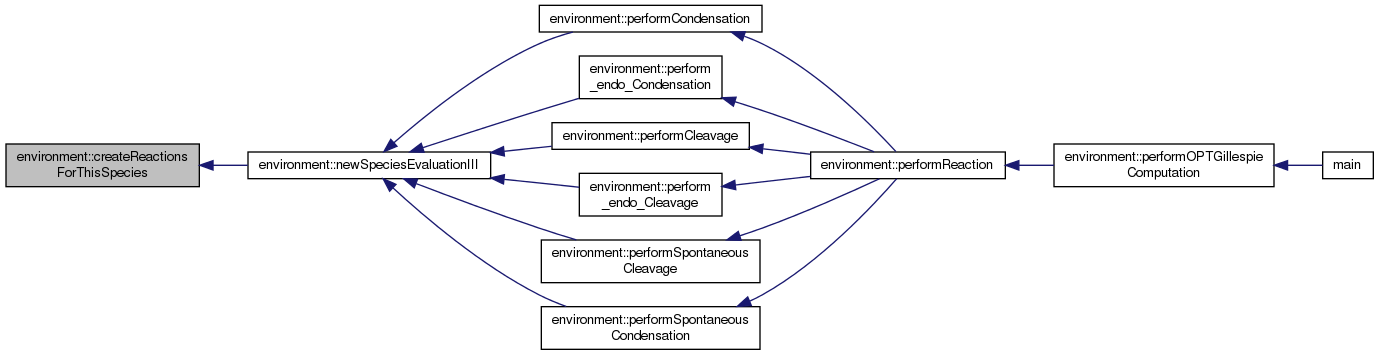 environment::createReactions
ForThisSpecies
environment::newSpeciesEvaluationIII
environment::performCondensation
environment::perform
_endo_Condensation
environment::performCleavage
environment::perform
_endo_Cleavage
environment::performSpontaneous
Cleavage
environment::performSpontaneous
Condensation
environment::performReaction
environment::performOPTGillespie
Computation
main